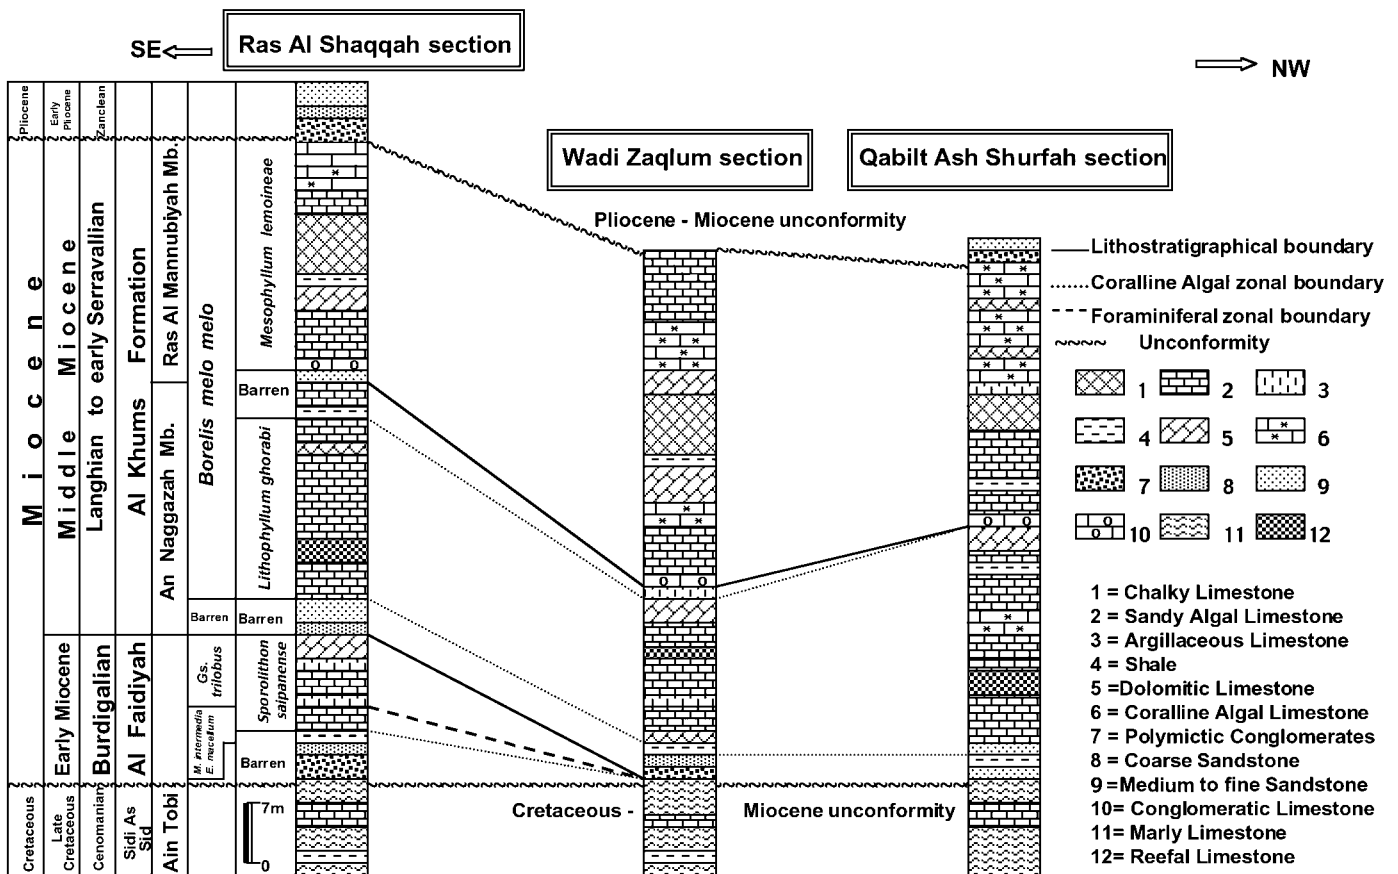 SE
Ras Al Shaqqah section
NW
Wadi Zaqlum section
Qabilt Ash Shurfah section
Pliocene - Miocene unconformity
Pliocene
Early Pliocene
Zanclean
Miocene
Middle Miocene
Langhian to early Serravallian
Al Khums Formation
Ras Al Mannubiyah Mb.
An Naggazah Mb.
Borelis melo melo
Mesophyllum lemoineae
Barren
Lithophyllum ghorabi
Barren
Barren
Early Miocene
Burdigalian
Al Faidiyah
Gs. trilobus
M. intermedia
E. macellum
Sporolithon saipanense
Barren
Cretaceous
Late Cretaceous
Cenomanian
Sidi As Sid
Ain Tobi
7m
0
Cretaceous -
Miocene unconformity
Lithostratigraphical boundary
Coralline Algal zonal boundary
Foraminiferal zonal boundary
Unconformity
1 2 3
4 5 6
7 8 9
10 11 12
1 = Chalky Limestone
2 = Sandy Algal Limestone
3 = Argillaceous Limestone
4 = Shale
5 =Dolomitic Limestone
6 = Coralline Algal Limestone
7 = Polymictic Conglomerates
8 = Coarse Sandstone
9 =Medium to fine Sandstone
10= Conglomeratic Limestone
11= Marly Limestone
12= Reefal Limestone